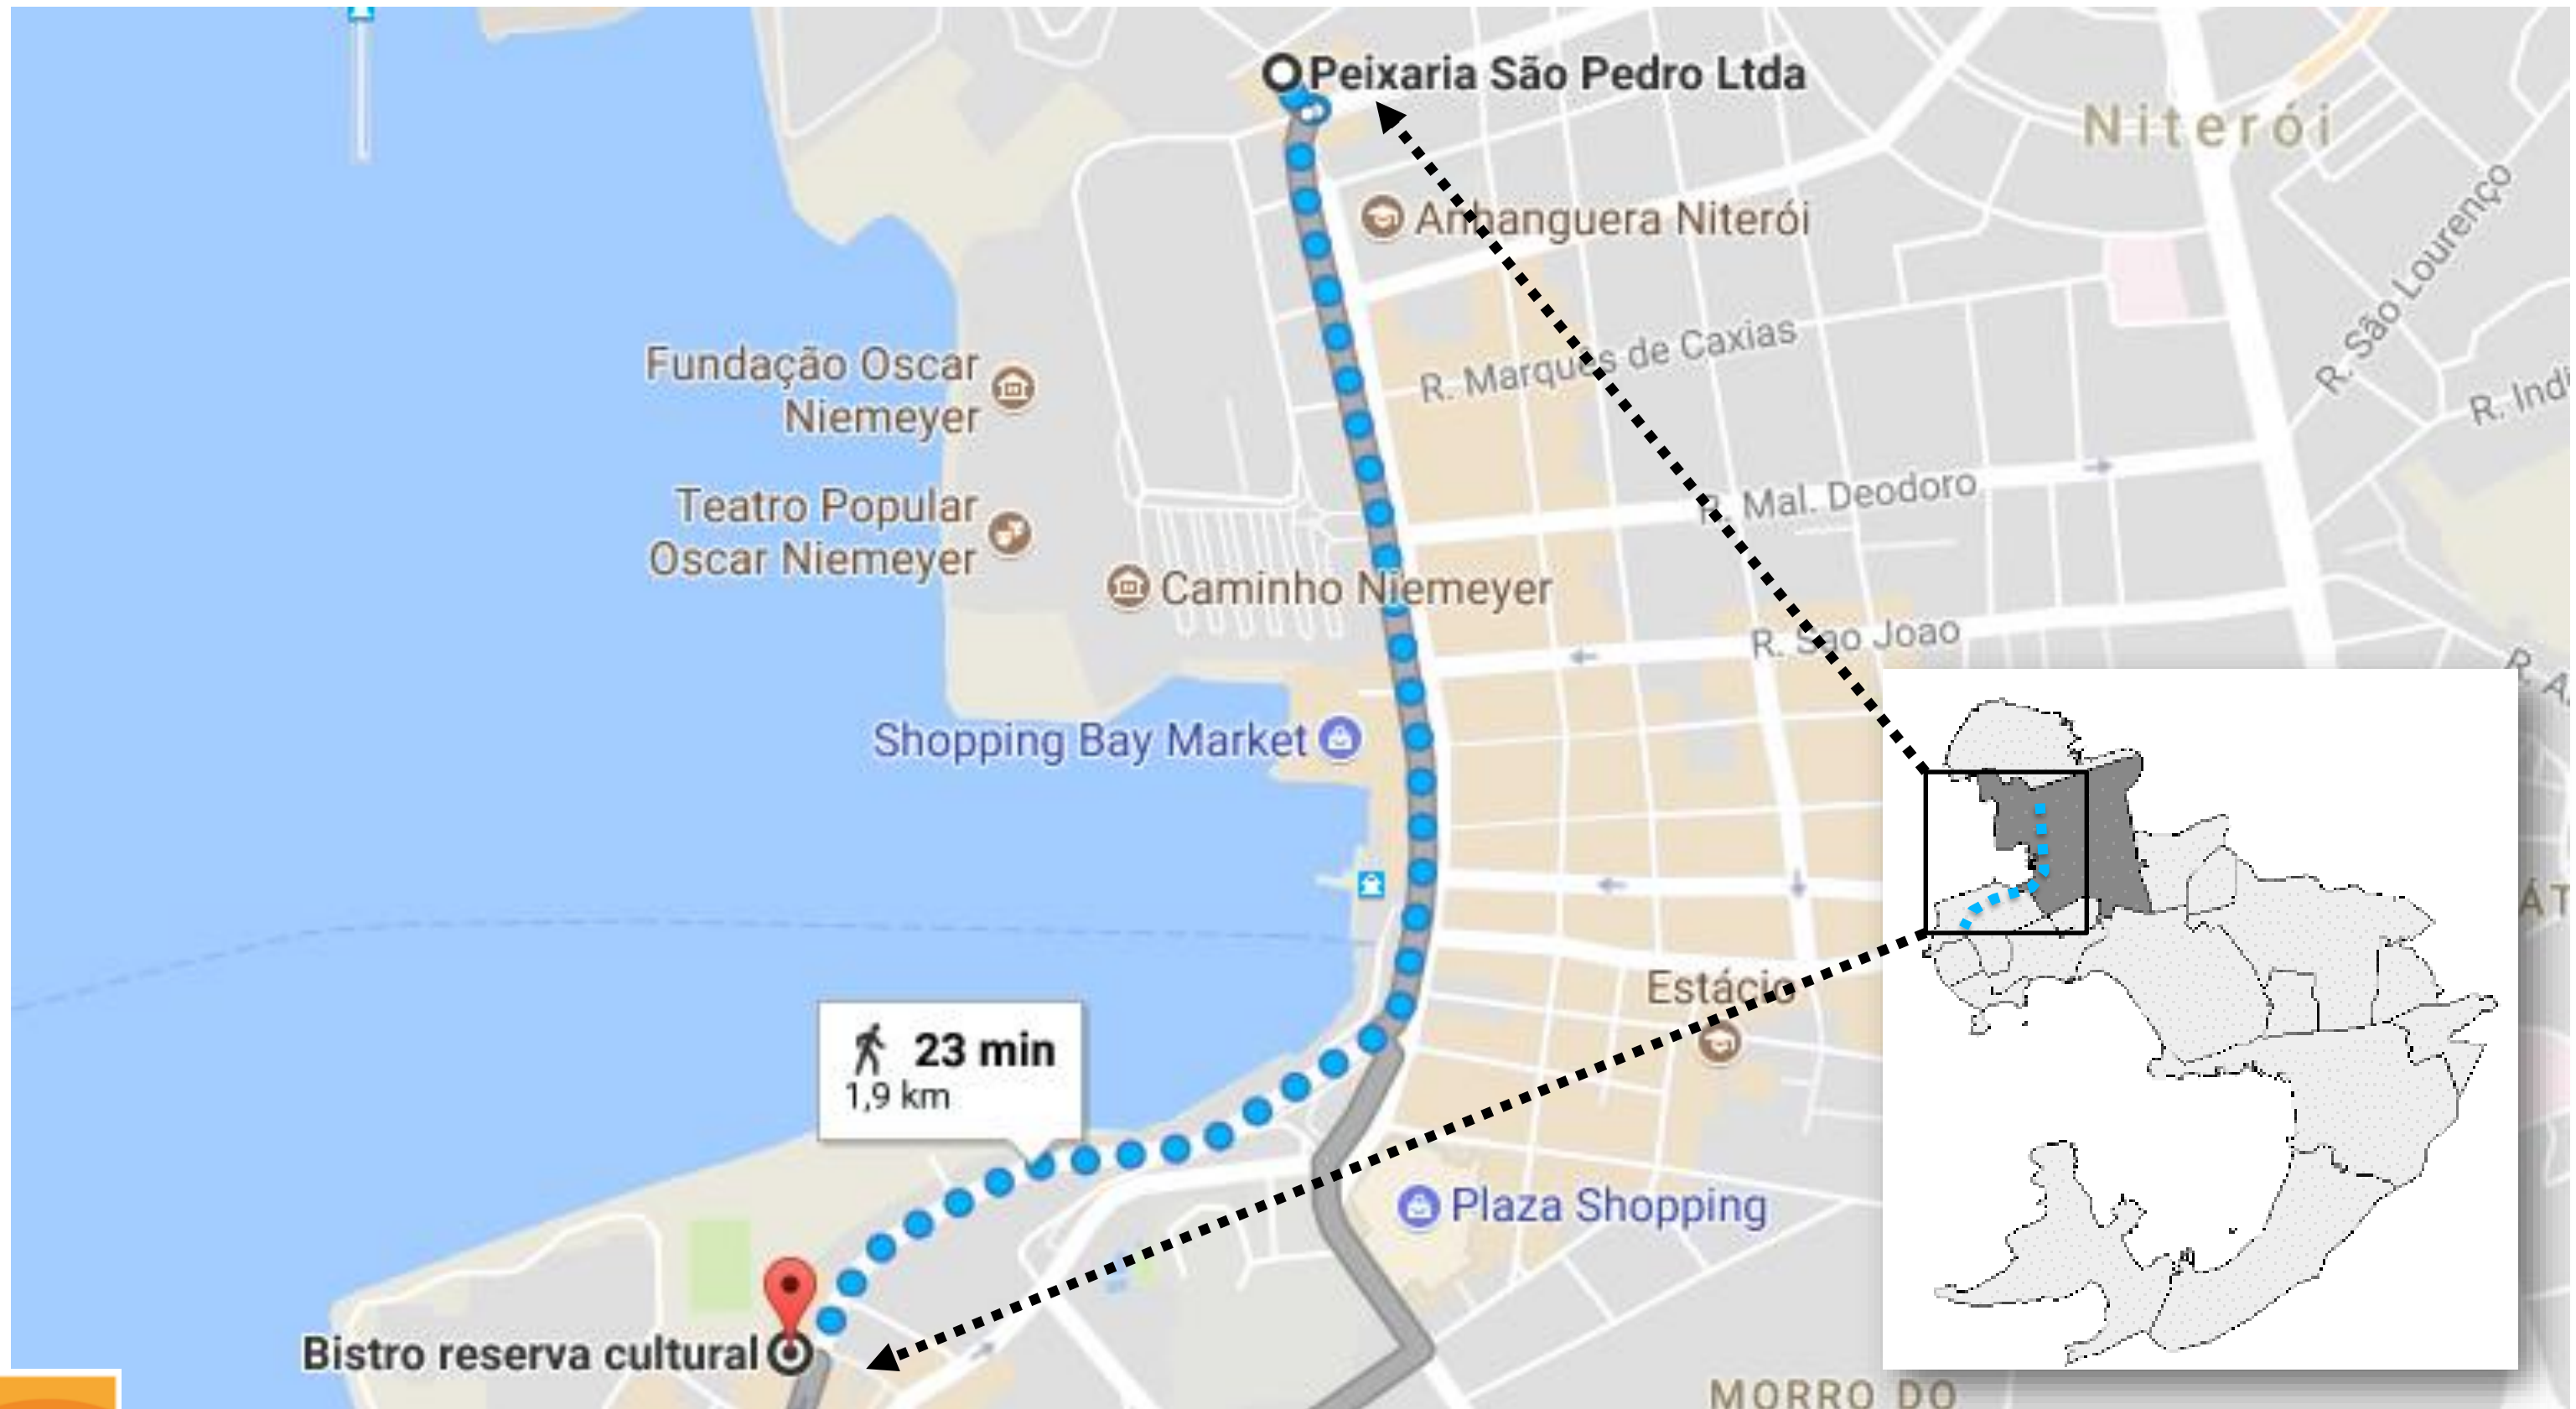 Peixaria São Pedro Ltda
Niterói
Anhanguera Niterói
R. São Lourenço
R. Marquês de Caxias
Fundação Oscar
Niemeyer
R. Indi
R. Mal. Deodoro
Teatro Popular
Oscar Niemeyer
Caminho Niemeyer
R. Sao Joao
R. A
Shopping Bay Market
ÁT
Estácio
23 min
1,9 km
Plaza Shopping
Bistro reserva cultural
MORRO DO